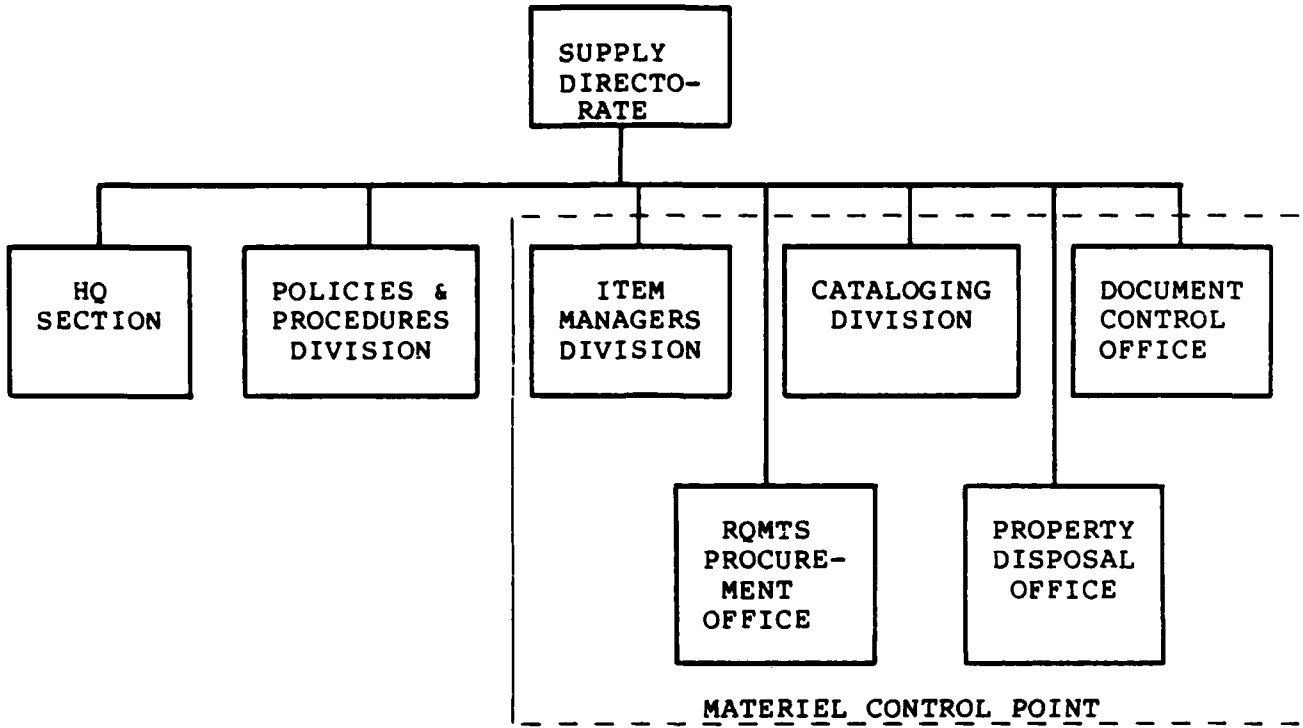 SUPPLY
DIRECTO-
RATE
HQ
SECTION
POLICIES &
PROCEDURES
DIVISION
ITEM
MANAGERS
DIVISION
CATALOGING
DIVISION
DOCUMENT
CONTROL
OFFICE
RQMTS
PROCURE-
MENT
OFFICE
PROPERTY
DISPOSAL
OFFICE
MATERIEL CONTROL POINT